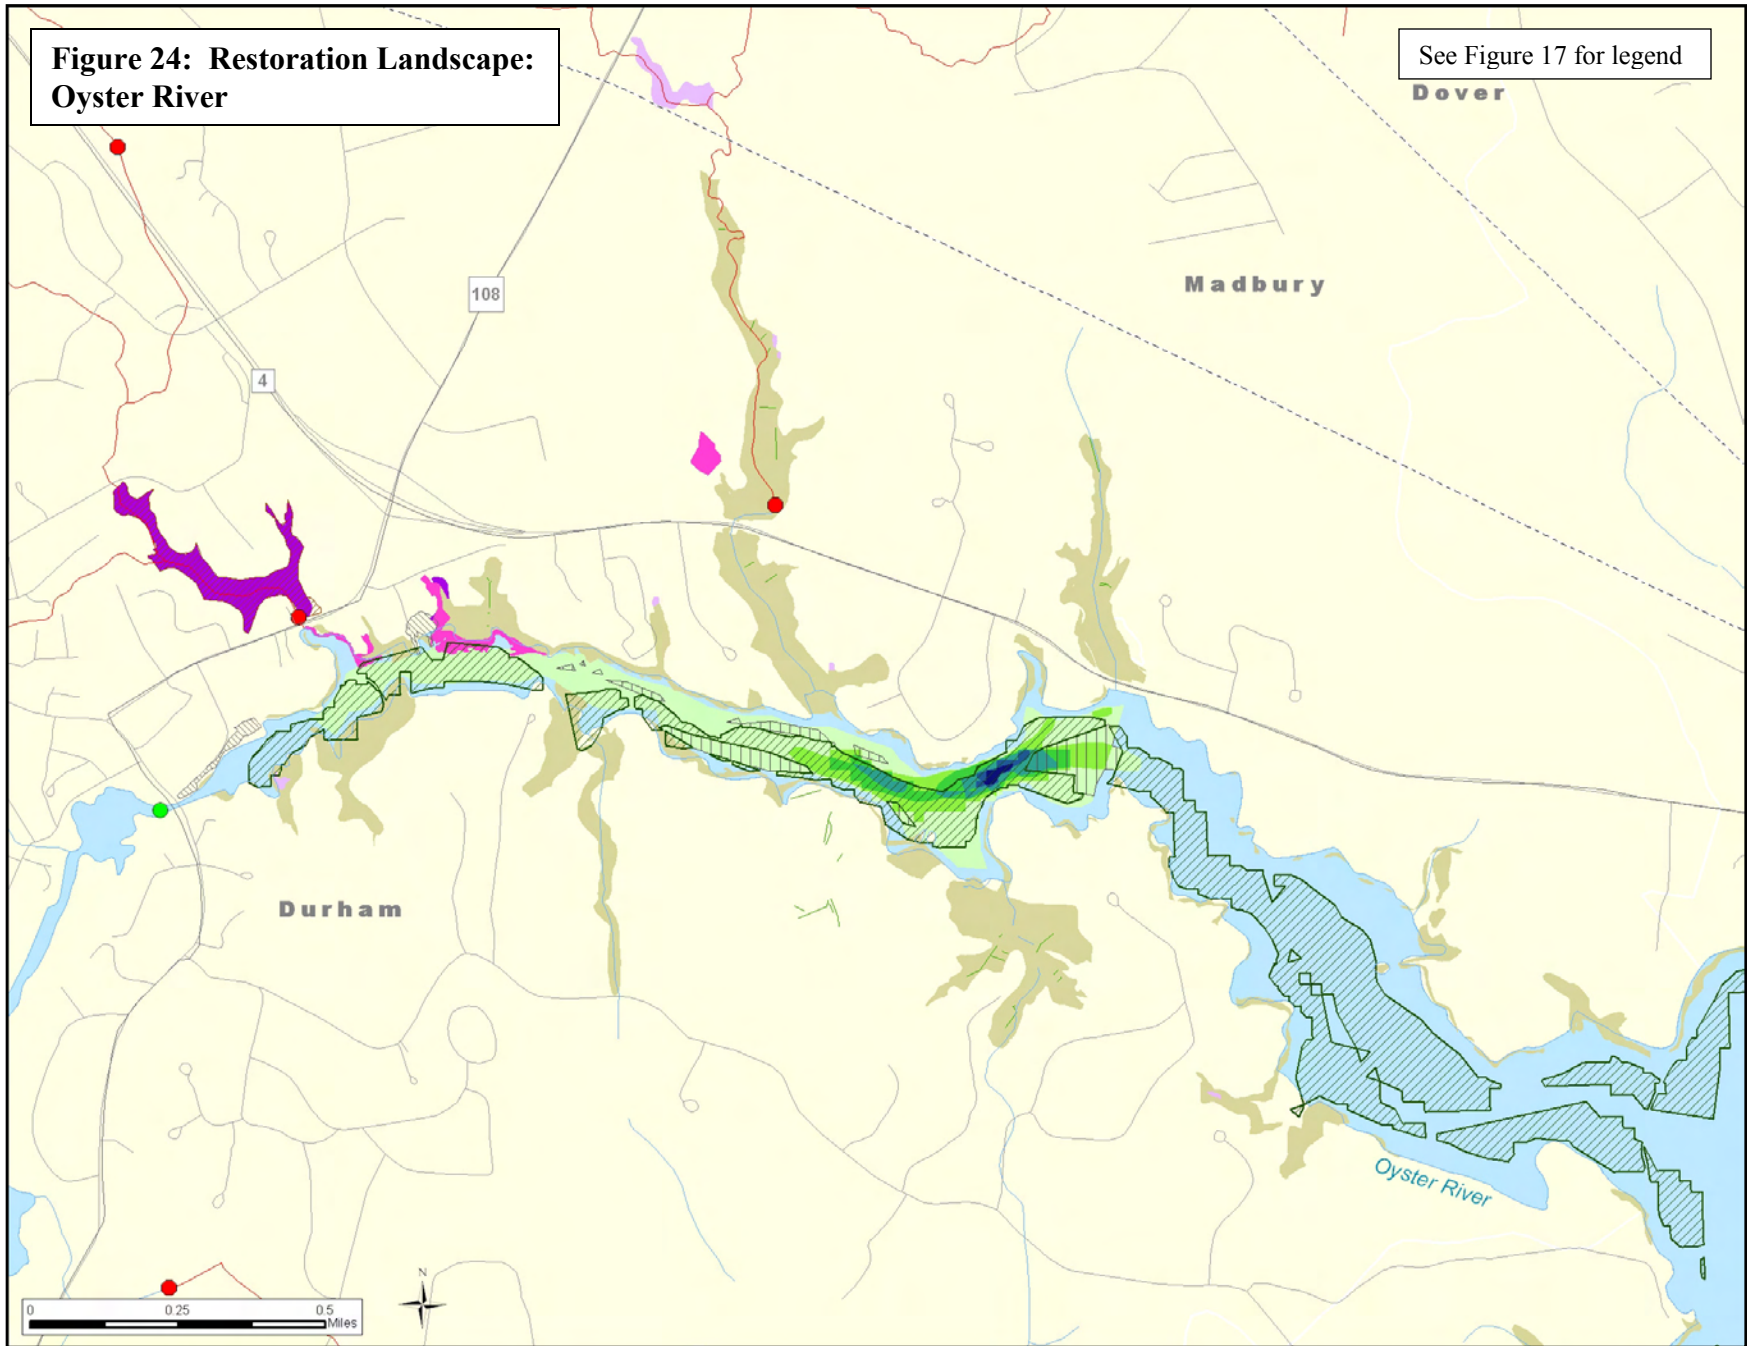 Figure 24: Restoration Landscape:
Oyster River
See Figure 17 for legend
Dover
Madbury
108
4
Durham
Oyster River
N
0 0.25 0.5
Miles